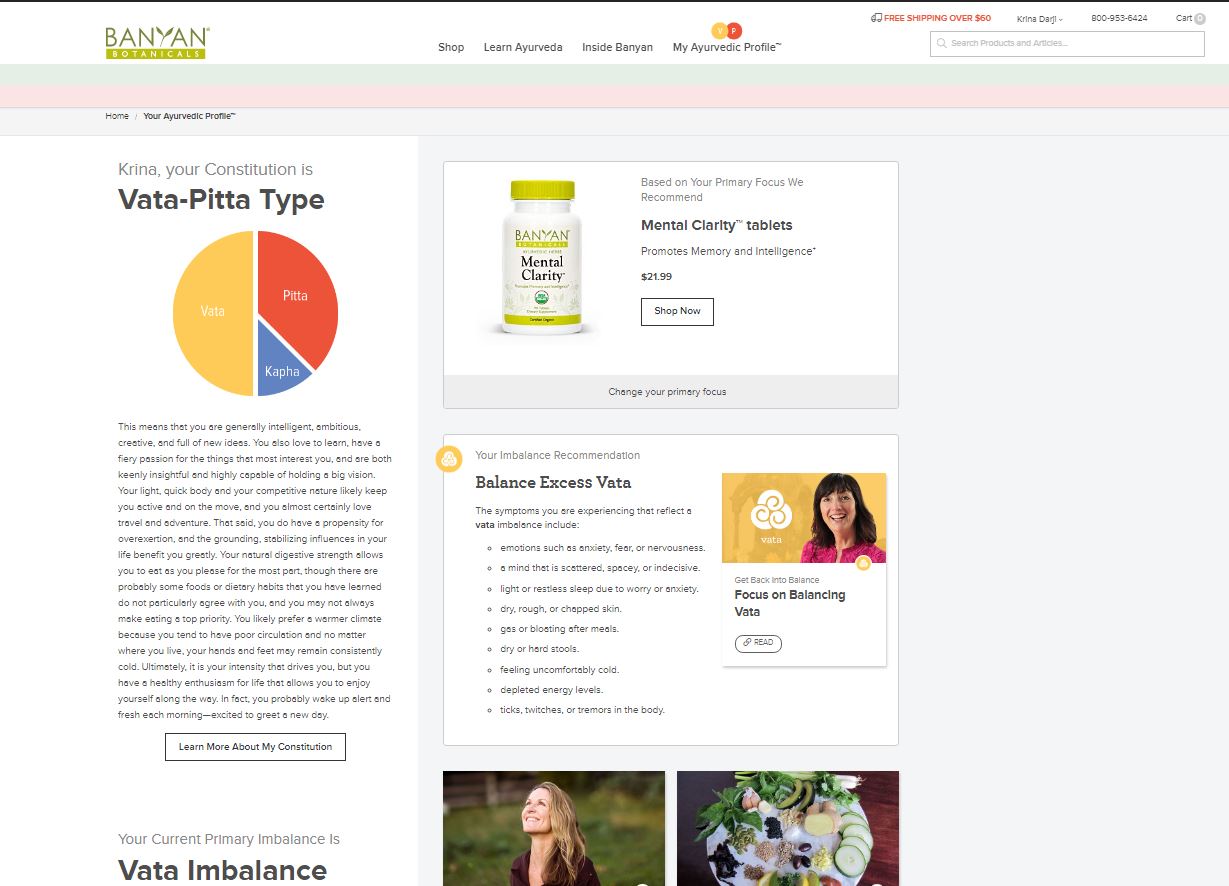 FREE SHIPPING OVER $60
Krina Darji
800-953-6424
Cart 0
BANYAN
BOTANICALS
V P
Shop
Learn Ayurveda
Inside Banyan
My Ayurvedic Profile™
Search Products and Articles...
Home / Your Ayurvedic Profile™
Krina, your Constitution is
Vata-Pitta Type
Vata
Pitta
Kapha
This means that you are generally intelligent, ambitious,
creative, and full of new ideas. You also love to learn, have a
fiery passion for the things that most interest you, and are both
keenly insightful and highly capable of holding a big vision.
Your light, quick body and your competitive nature likely keep
you active and on the move, and you almost certainly love
travel and adventure. That said, you do have a propensity for
overexertion, and the grounding, stabilizing influences in your
life benefit you greatly. Your natural digestive strength allows
you to eat as you please for the most part, though there are
probably some foods or dietary habits that you have learned
do not particularly agree with you, and you may not always
make eating a top priority. You likely prefer a warmer climate
because you tend to have poor circulation and no matter
where you live, your hands and feet may remain consistently
cold. Ultimately, it is your intensity that drives you, but you
have a healthy enthusiasm for life that allows you to enjoy
yourself along the way. In fact, you probably wake up alert and
fresh each morning—excited to greet a new day.
Learn More About My Constitution
Your Current Primary Imbalance Is
Vata Imbalance
BANYAN
BOTANICALS
Mental
Clarity™
Promotes Memory and Intelligence*
Based on Your Primary Focus We
Recommend
Mental Clarity™ tablets
Promotes Memory and Intelligence*
$21.99
Shop Now
Change your primary focus
Your Imbalance Recommendation
Balance Excess Vata
The symptoms you are experiencing that reflect a
vata imbalance include:
emotions such as anxiety, fear, or nervousness.
a mind that is scattered, spacey, or indecisive.
light or restless sleep due to worry or anxiety.
dry, rough, or chapped skin.
gas or bloating after meals.
dry or hard stools.
feeling uncomfortably cold.
depleted energy levels.
ticks, twitches, or tremors in the body.
vata
Get Back Into Balance
Focus on Balancing
Vata
READ